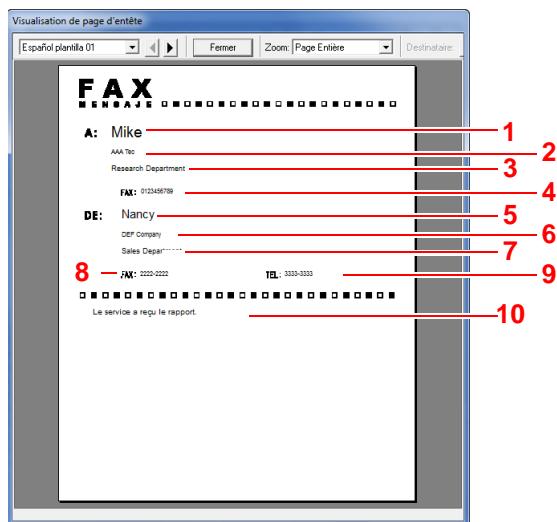 Visualisation de page d'entête
Español plantilla 01 Fermer Zoom: Page Entière Destinataire:
FAX
MENSAJE
A: Mike 1
AAA Tec 2
Research Department 3
FAX: 0123456789 4
DE: Nancy 5
DEF Company 6
Sales Department 7
8 FAX: 2222-2222 TEL: 3333-3333 9
Le service a reçu le rapport. 10